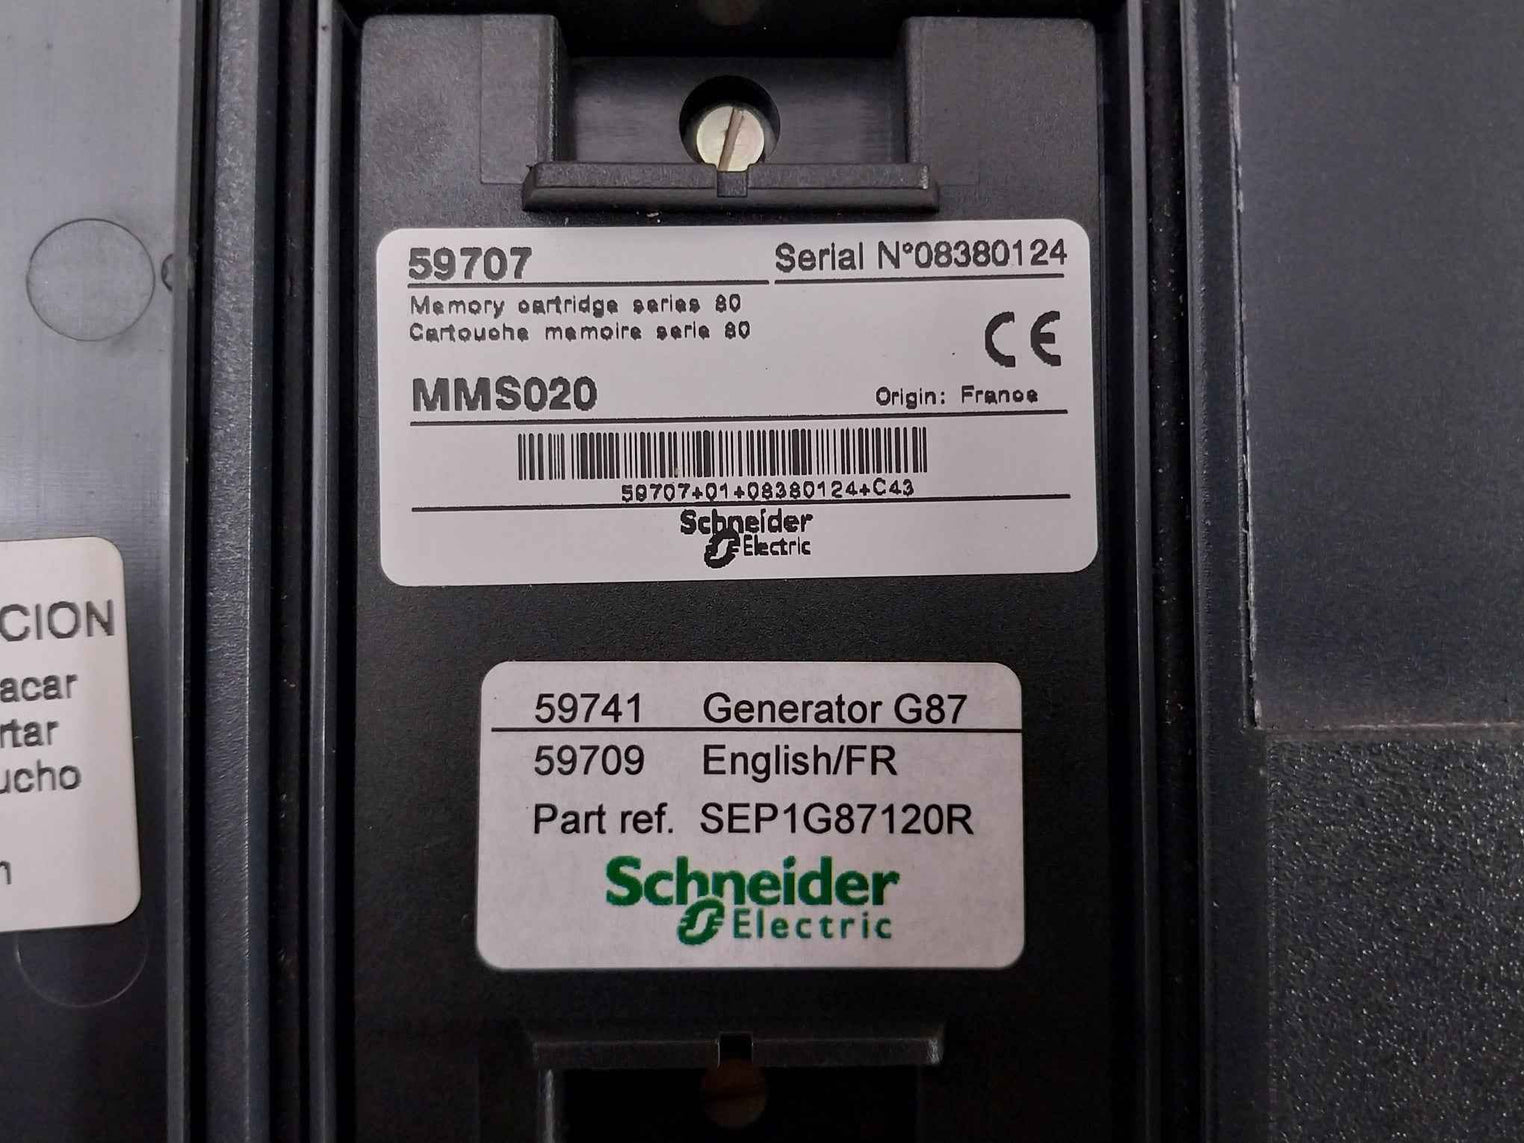 59707 Serial N°08380124
Memory cartridge series 80
Cartouche memoire serie 80
CE
MMS020 Origin: France
59707+01+08380124+C43
Schneider
Electric
CION
acar
rtar
ucho
59741 Generator G87
59709 English/FR
Part ref. SEP1G87120R
Schneider
Electric